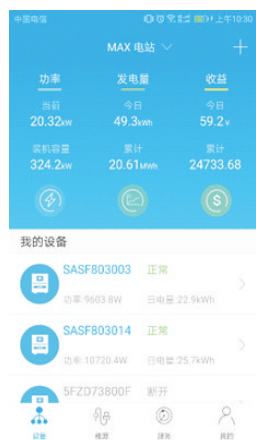 中国电信 上午10:30
MAX 电站
功率 发电量 收益
当前 今日 今日
20.32kw 49.3kwh 59.2¥
装机容量 累计 累计
324.2kw 20.61Mwh 24733.68
我的设备
SASF803003 正常
功率:9603.8W 日电量:22.9kWh
SASF803014 正常
功率:10720.4W 日电量:25.7kWh
5FZD73800F 断开
设备 我的